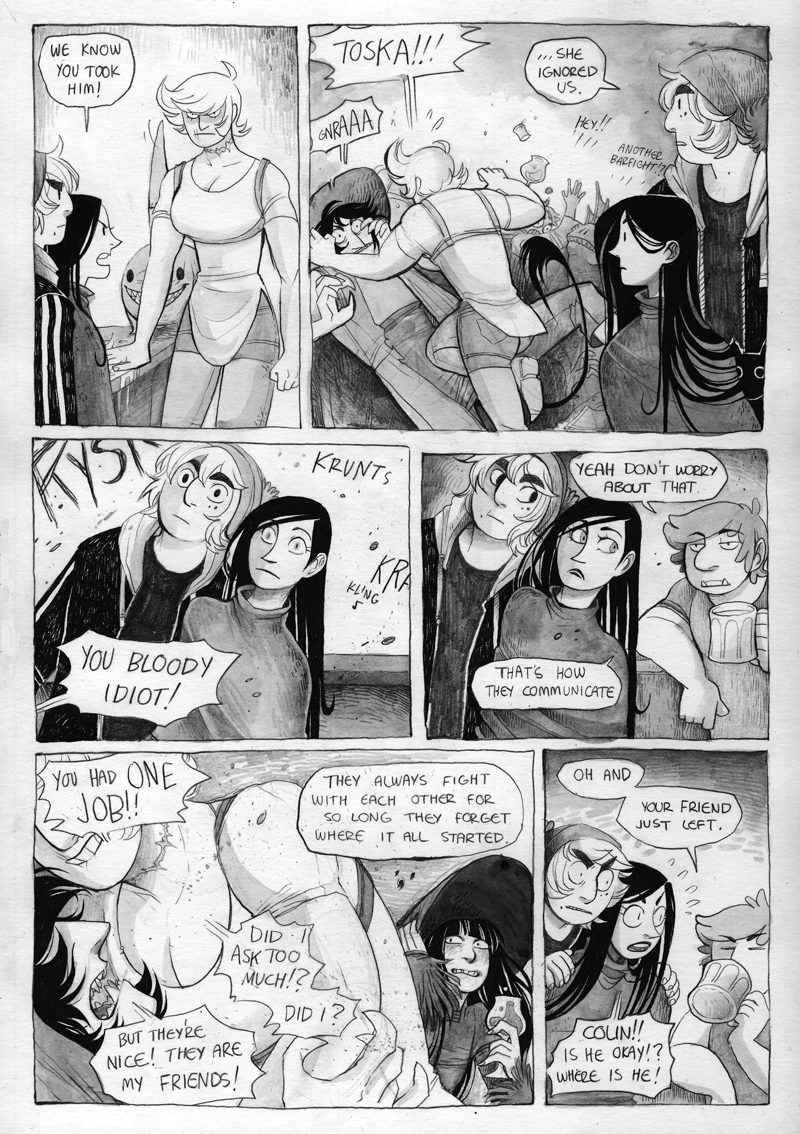 WE KNOW
YOU TOOK
HIM!
TOSKA!!!
GNRAAA
...SHE
IGNORED
US.
HEY!!
ANOTHER
BARFIGHT!?
KRUNTS
KLING
YOU BLOODY
IDIOT!
YEAH DON'T WORRY
ABOUT THAT.
THAT'S HOW
THEY COMMUNICATE
YOU HAD ONE
JOB!!
THEY ALWAYS FIGHT
WITH EACH OTHER FOR
SO LONG THEY FORGET
WHERE IT ALL STARTED.
DID I
ASK TOO
MUCH!?
DID I?
BUT THEY'RE
NICE! THEY ARE
MY FRIENDS!
OH AND
YOUR FRIEND
JUST LEFT.
COLIN!!
IS HE OKAY!?
WHERE IS HE!